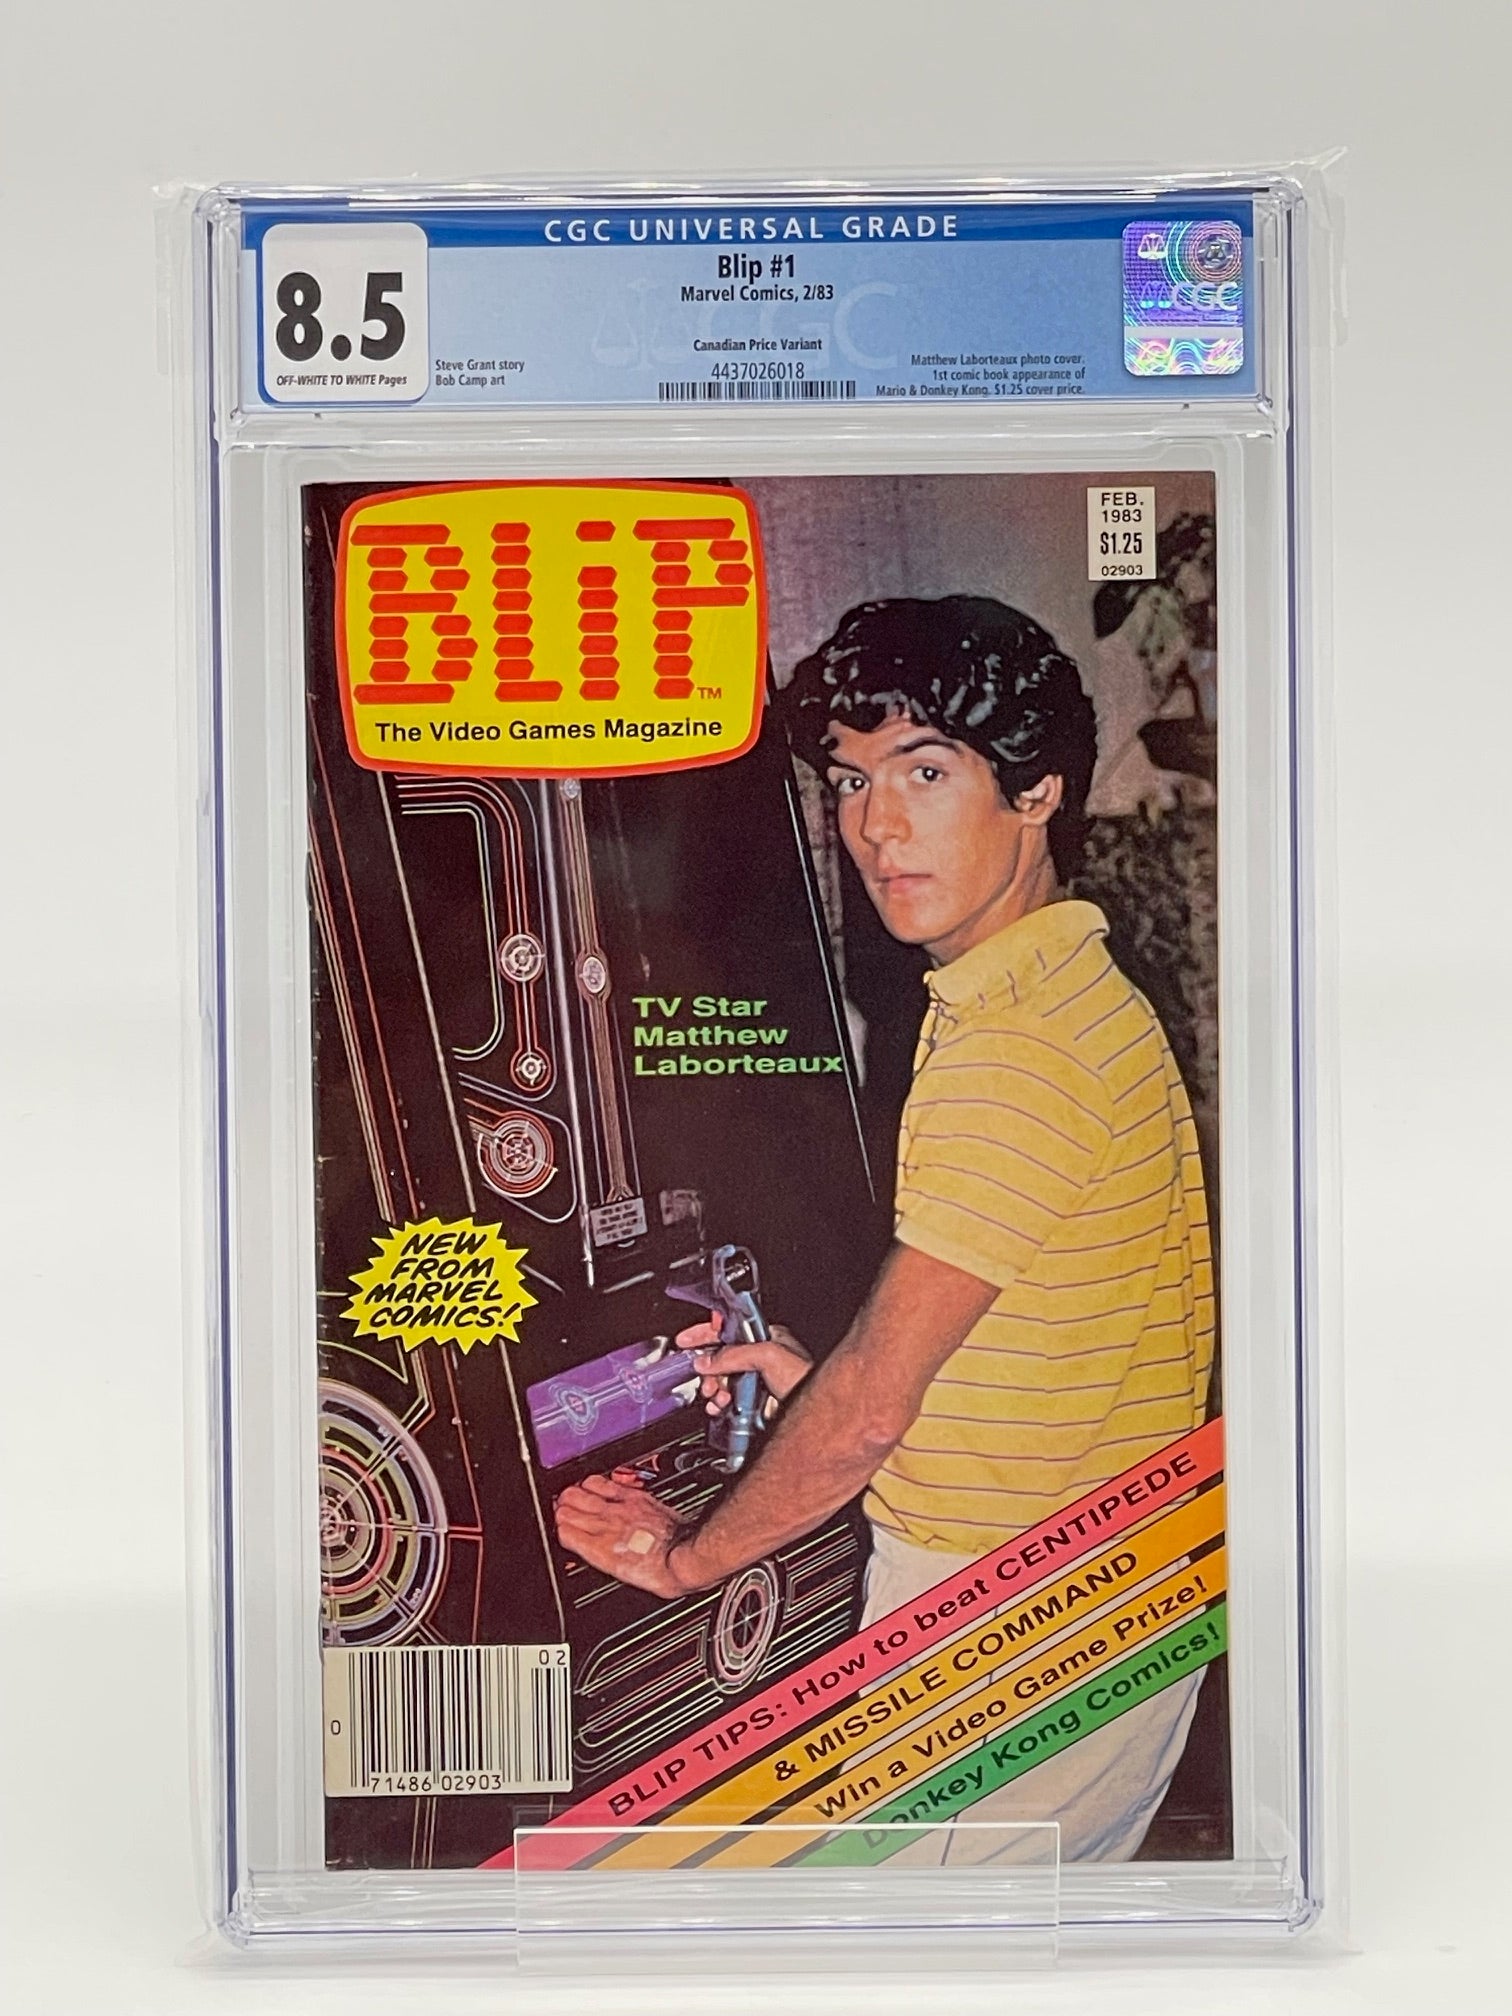 CGC UNIVERSAL GRADE
8.5
OFF-WHITE TO WHITE Pages
Blip #1
Marvel Comics, 2/83
Canadian Price Variant
4437026018
Steve Grant story
Bob Camp art
Matthew Laborteaux photo cover.
1st comic book appearance of
Mario & Donkey Kong. $1.25 cover price.
CGC
BLiP
TM
The Video Games Magazine
FEB.
1983
$1.25
02903
TV Star
Matthew
Laborteaux
NEW
FROM
MARVEL
COMICS!
BLIP TIPS: How to beat CENTIPEDE
& MISSILE COMMAND
Win a Video Game Prize!
Donkey Kong Comics!
02
0
71486 02903